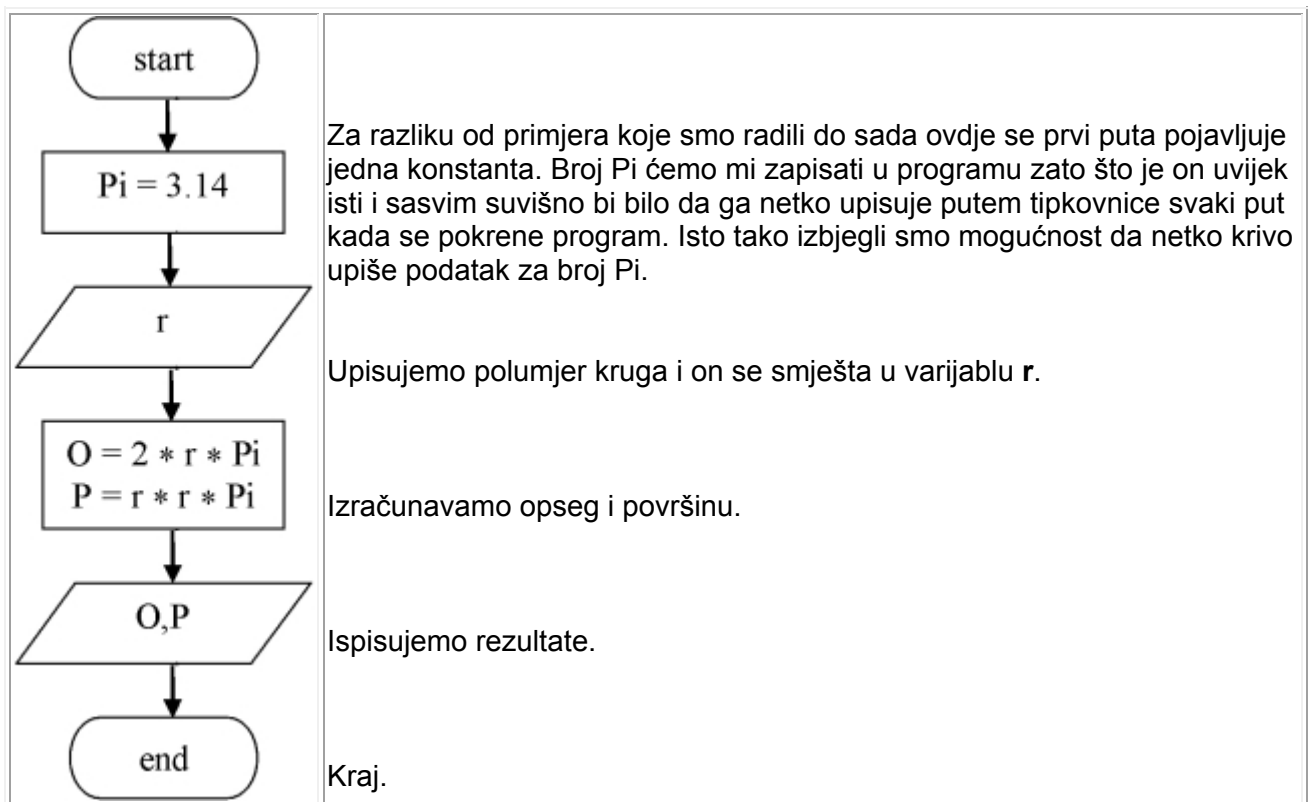 start
Pi = 3.14
Za razliku od primjera koje smo radili do sada ovdje se prvi puta pojavljuje
jedna konstanta. Broj Pi ćemo mi zapisati u programu zato što je on uvijek
isti i sasvim suvišno bi bilo da ga netko upisuje putem tipkovnice svaki put
kada se pokrene program. Isto tako izbjegli smo mogućnost da netko krivo
upiše podatak za broj Pi.
r
Upisujemo polumjer kruga i on se smješta u varijablu r.
O = 2 * r * Pi
P = r * r * Pi
Izračunavamo opseg i površinu.
O,P
Ispisujemo rezultate.
end
Kraj.